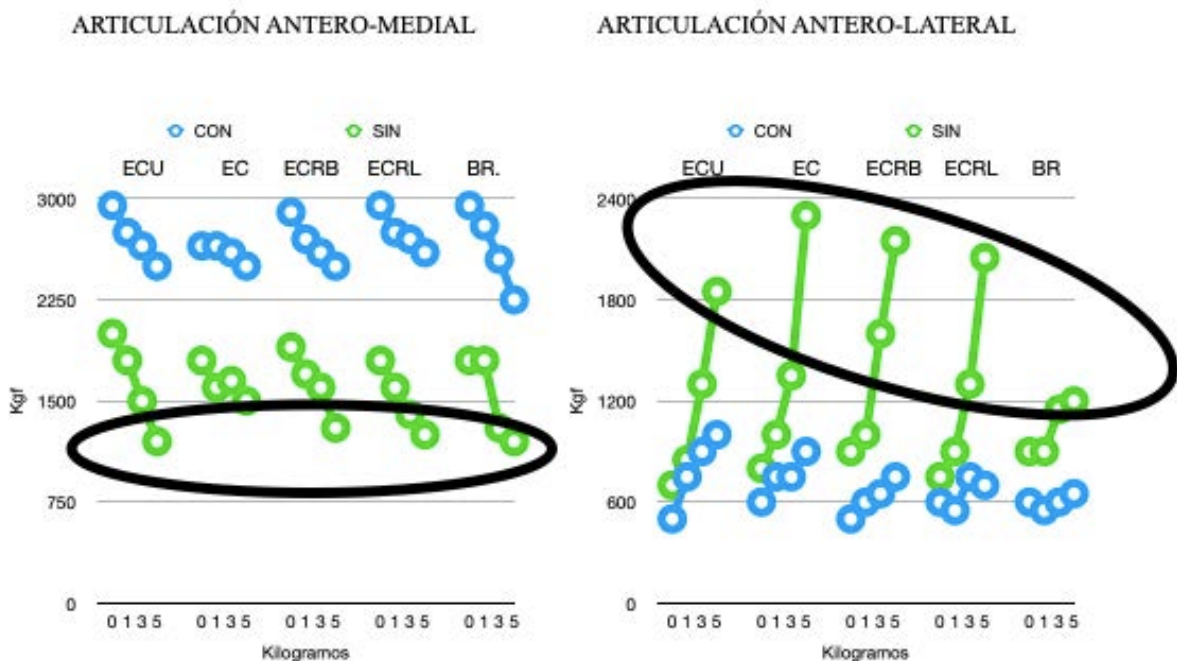 ARTICULACIÓN ANTERO-MEDIAL
CON SIN
ECU EC ECRB ECRL BR.
3000
2250
1500
750
0
Kgf
0 1 3 5 0 1 3 5 0 1 3 5 0 1 3 5 0 1 3 5
Kilogramos
ARTICULACIÓN ANTERO-LATERAL
CON SIN
ECU EC ECRB ECRL BR
2400
1800
1200
600
0
Kgf
0 1 3 5 0 1 3 5 0 1 3 5 0 1 3 5 0 1 3 5
Kilogramos